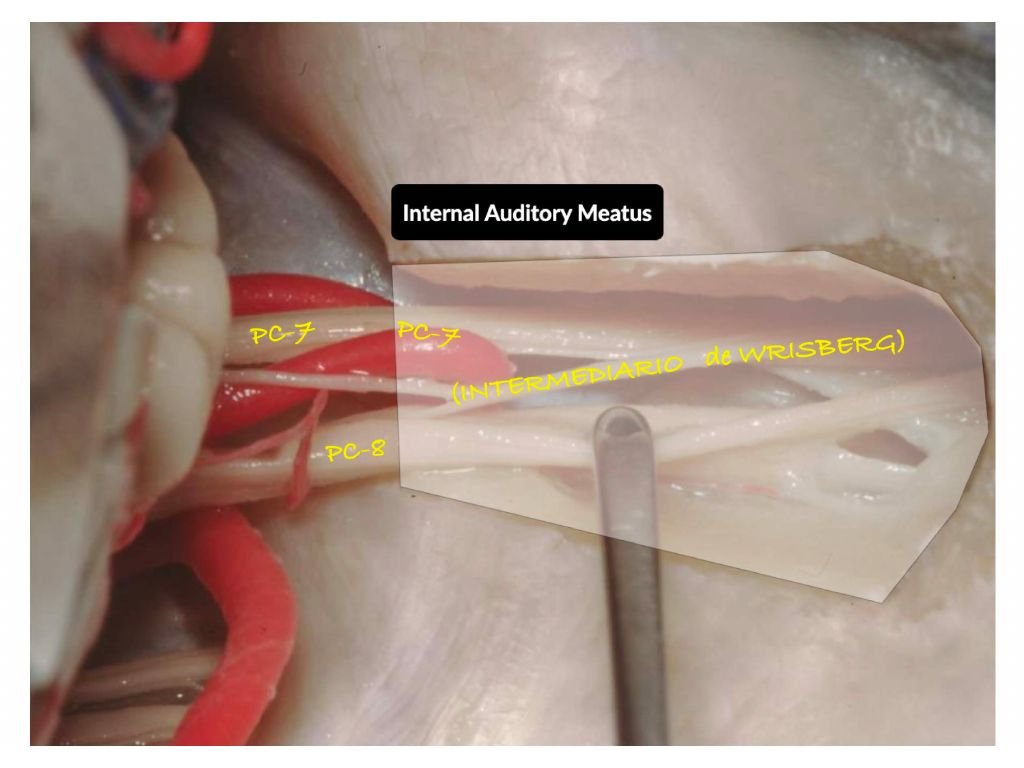 Internal Auditory Meatus
PC-7 PC-7
(INTERMEDIARIO de WRISBERG)
PC-8